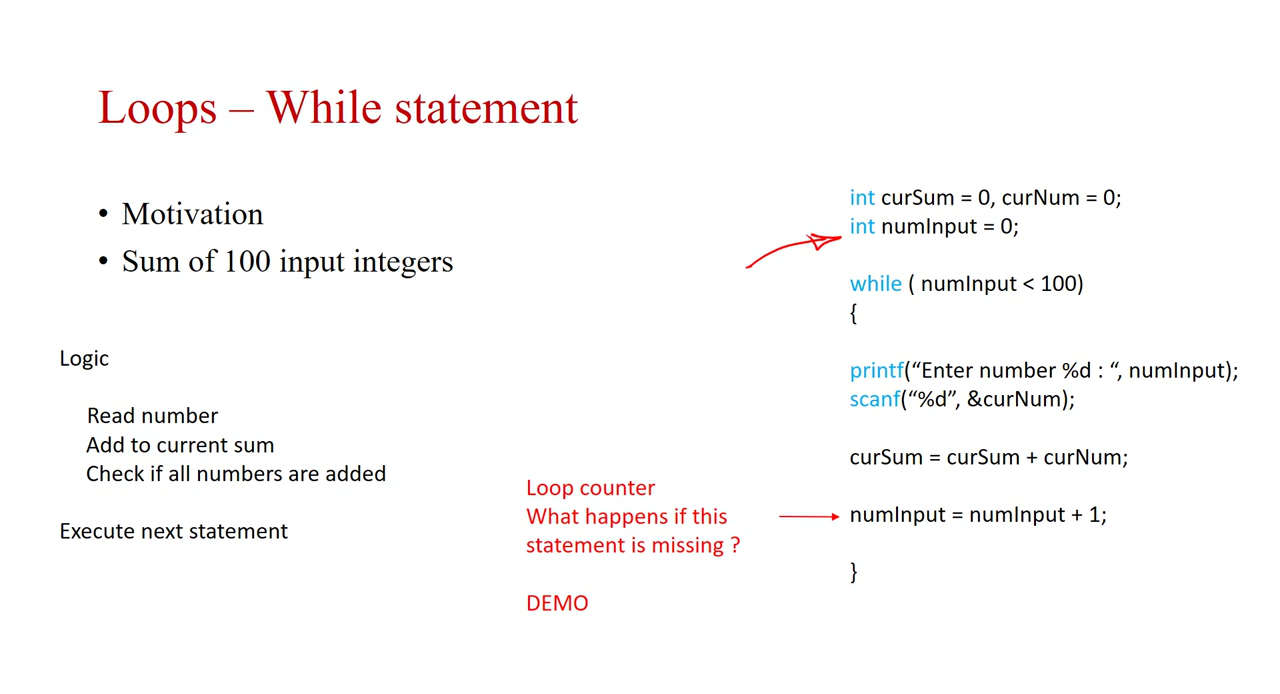 Loops – While statement
• Motivation
• Sum of 100 input integers
Logic
Read number
Add to current sum
Check if all numbers are added
Execute next statement
Loop counter
What happens if this
statement is missing ?
DEMO
int curSum = 0, curNum = 0;
int numInput = 0;
while ( numInput < 100)
{
printf(“Enter number %d : “, numInput);
scanf(“%d”, &curNum);
curSum = curSum + curNum;
numInput = numInput + 1;
}